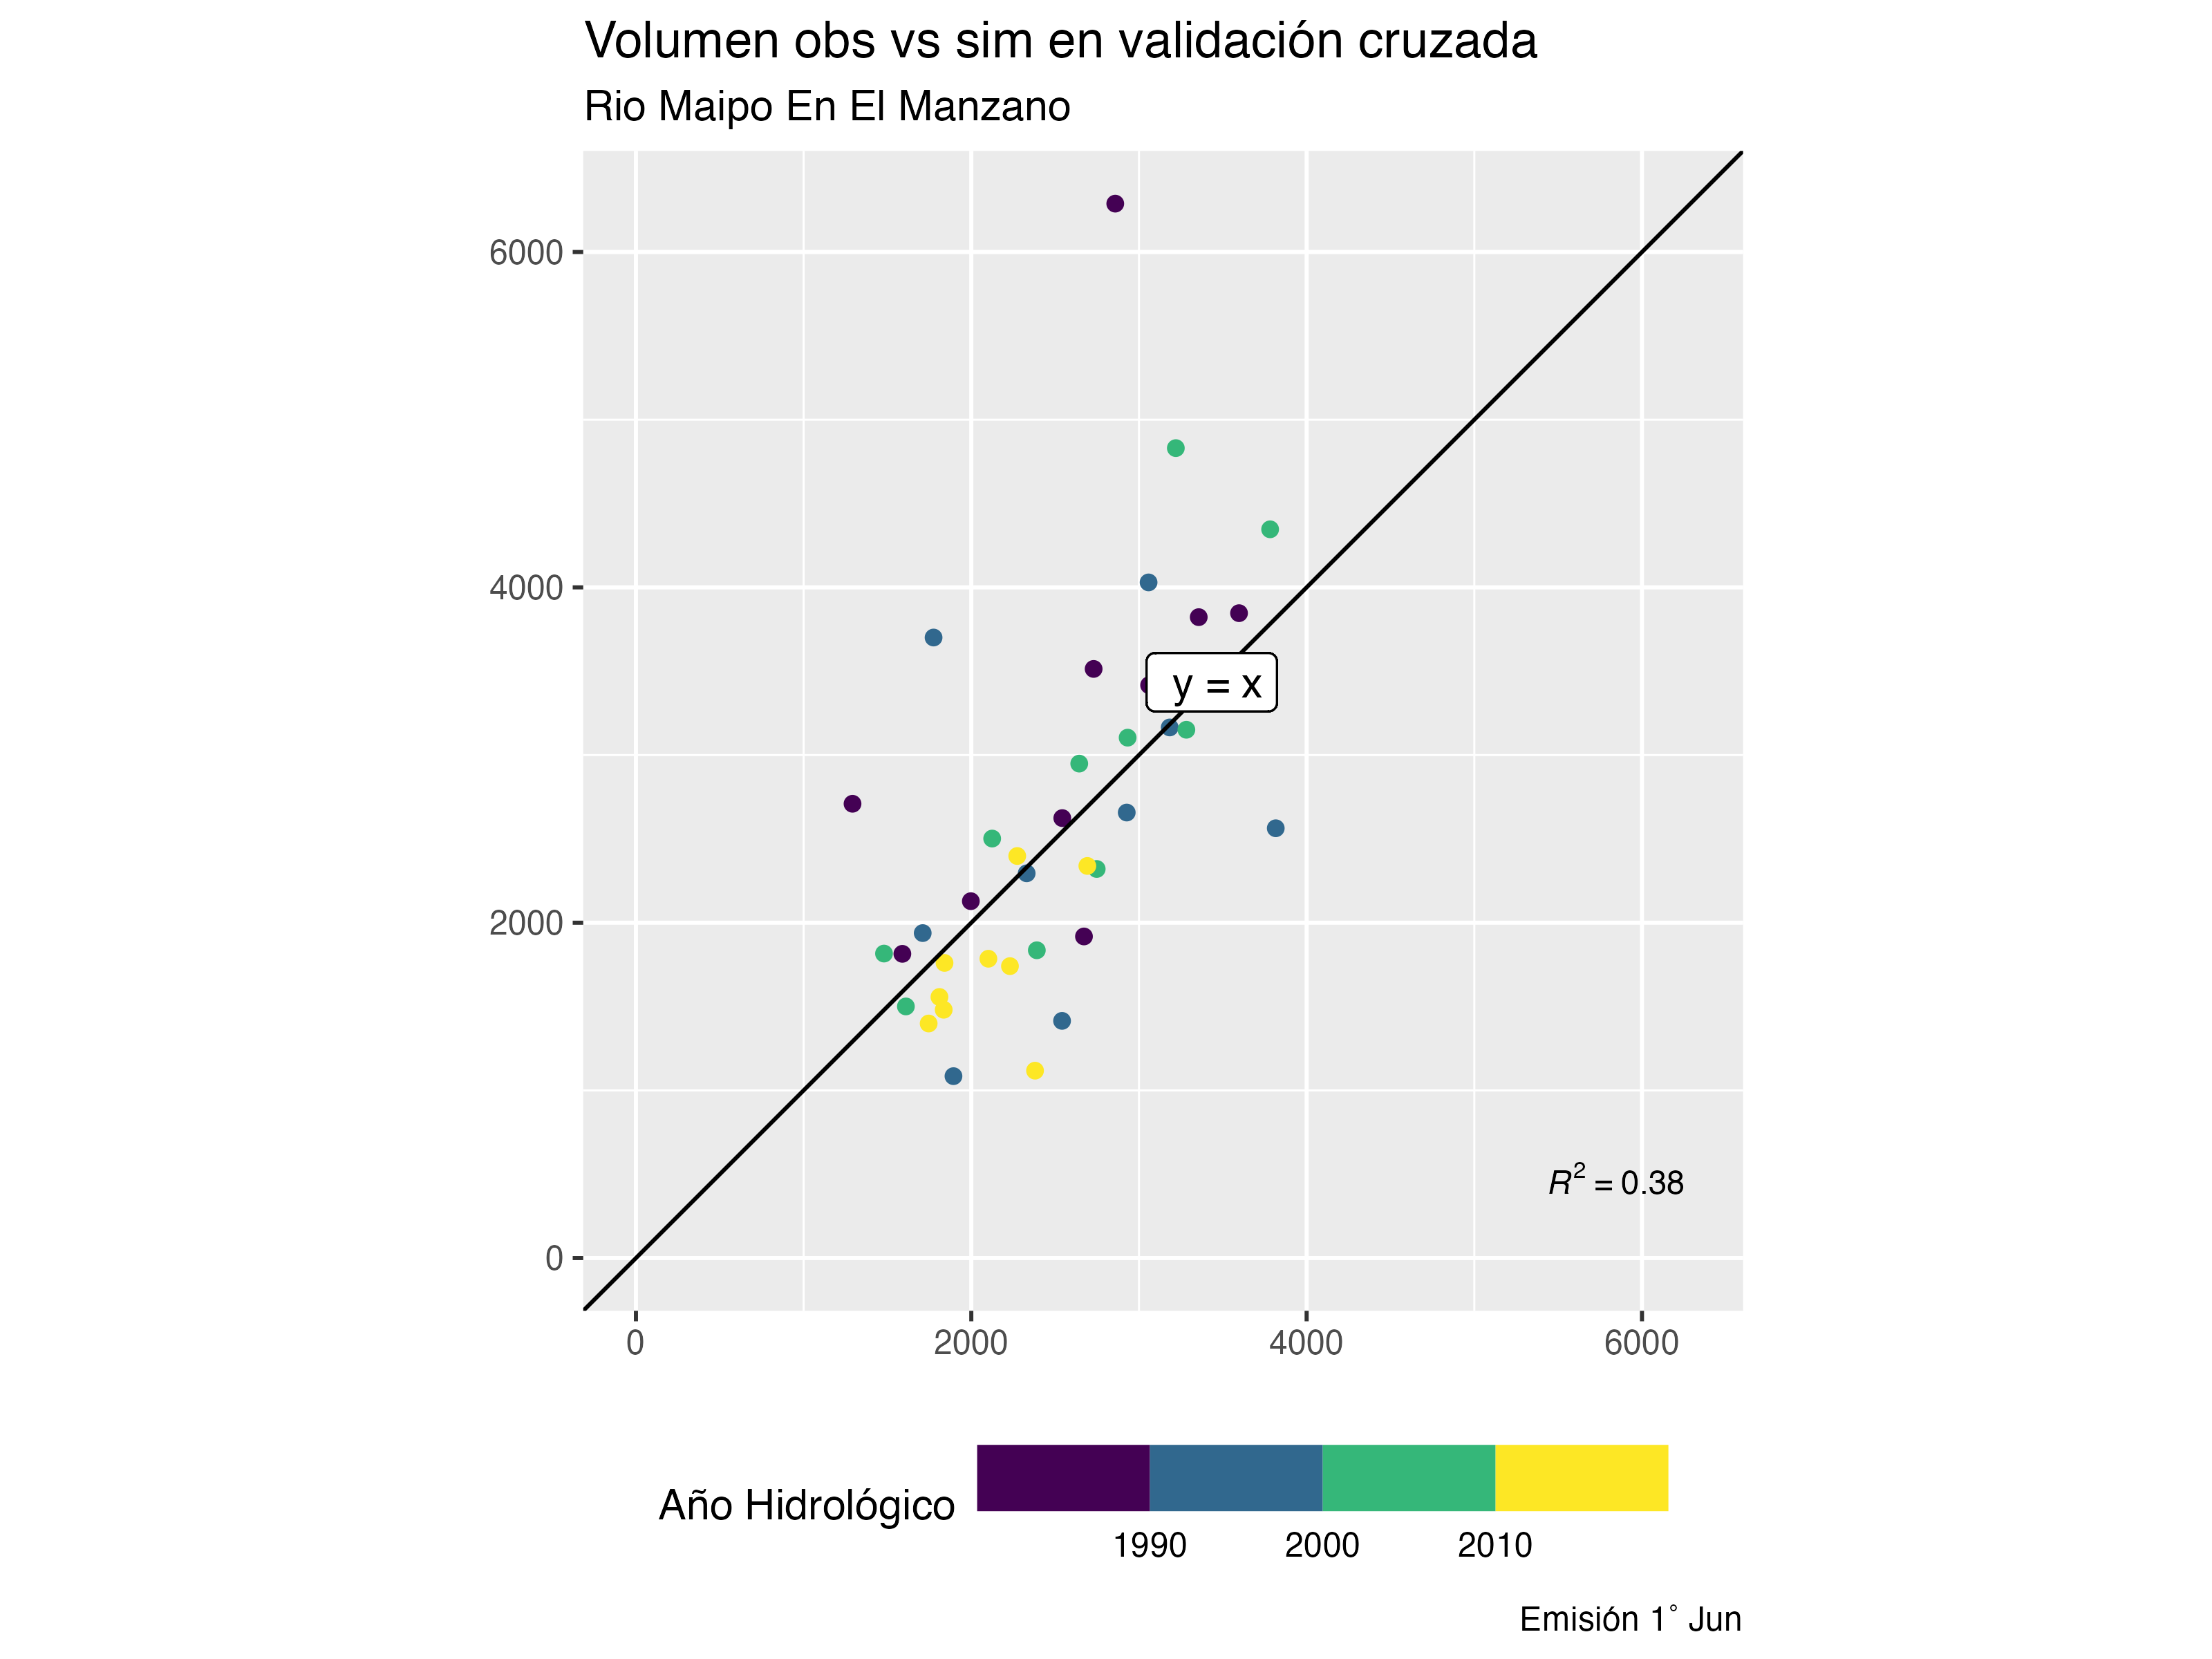 Volumen obs vs sim en validación cruzada
Rio Maipo En El Manzano
6000
4000
y = x
2000
R² = 0.38
0
0 2000 4000 6000
Año Hidrológico
1990 2000 2010
Emisión 1° Jun